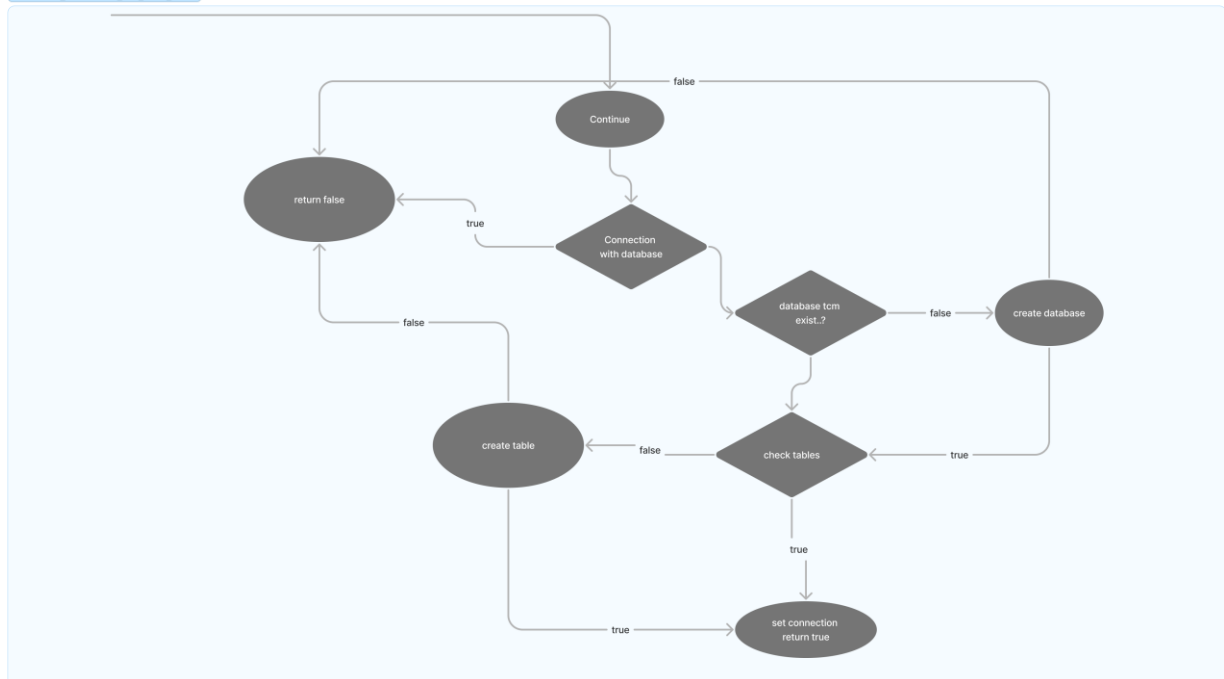 false
Continue
return false
true
Connection
with database
database tcm
exist..?
false
create database
false
create table
false
check tables
true
true
set connection
return true
true